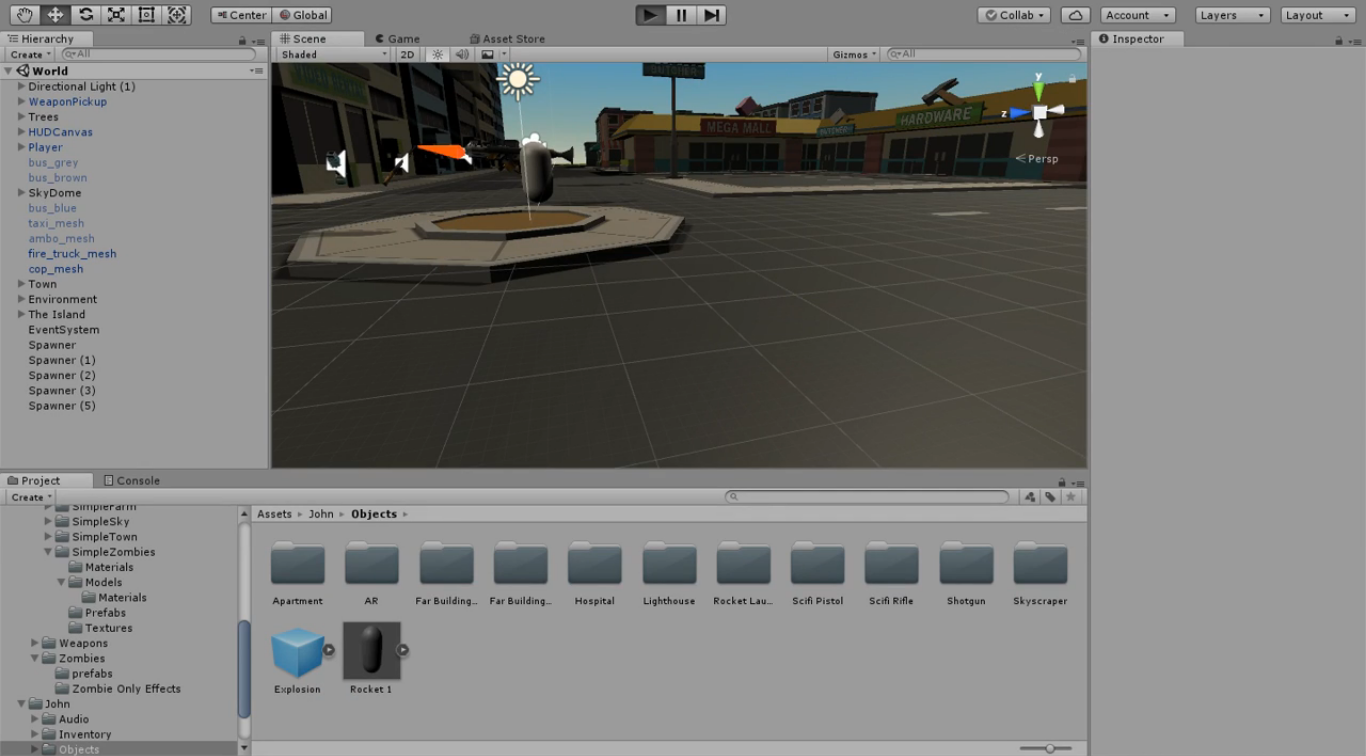 Center Global Collab Account Layers Layout
Hierarchy
Create All
World
Directional Light (1)
WeaponPickup
Trees
HUDCanvas
Player
bus_grey
bus_brown
SkyDome
bus_blue
taxi_mesh
ambo_mesh
fire_truck_mesh
cop_mesh
Town
Environment
The Island
EventSystem
Spawner
Spawner (1)
Spawner (2)
Spawner (3)
Spawner (5)
Scene Game Asset Store
Shaded 2D Gizmos All
MEGA MALL
HARDWARE
y
z
Persp
Inspector
Project Console
Create
SimpleFarm
SimpleSky
SimpleTown
SimpleZombies
Materials
Models
Materials
Prefabs
Textures
Weapons
Zombies
prefabs
Zombie Only Effects
John
Audio
Inventory
Objects
Assets John Objects
Apartment AR Far Building... Far Building... Hospital Lighthouse Rocket Lau... Scifi Pistol Scifi Rifle Shotgun Skyscraper
Explosion Rocket 1